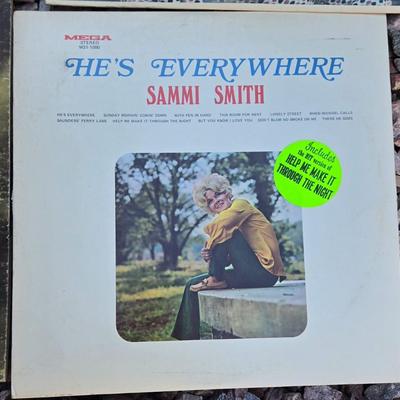 MEGA
STEREO
M31-1000
HE'S EVERYWHERE
SAMMI SMITH
HE'S EVERYWHERE SUNDAY MORNIN' COMIN' DOWN WITH PEN IN HAND THIS ROOM FOR RENT LONELY STREET WHEN MICHAEL CALLS
SAUNDERS' FERRY LANE HELP ME MAKE IT THROUGH THE NIGHT BUT YOU KNOW I LOVE YOU DON'T BLOW NO SMOKE ON ME THERE HE GOES
Includes
the HIT version of
HELP ME MAKE IT
THROUGH THE NIGHT